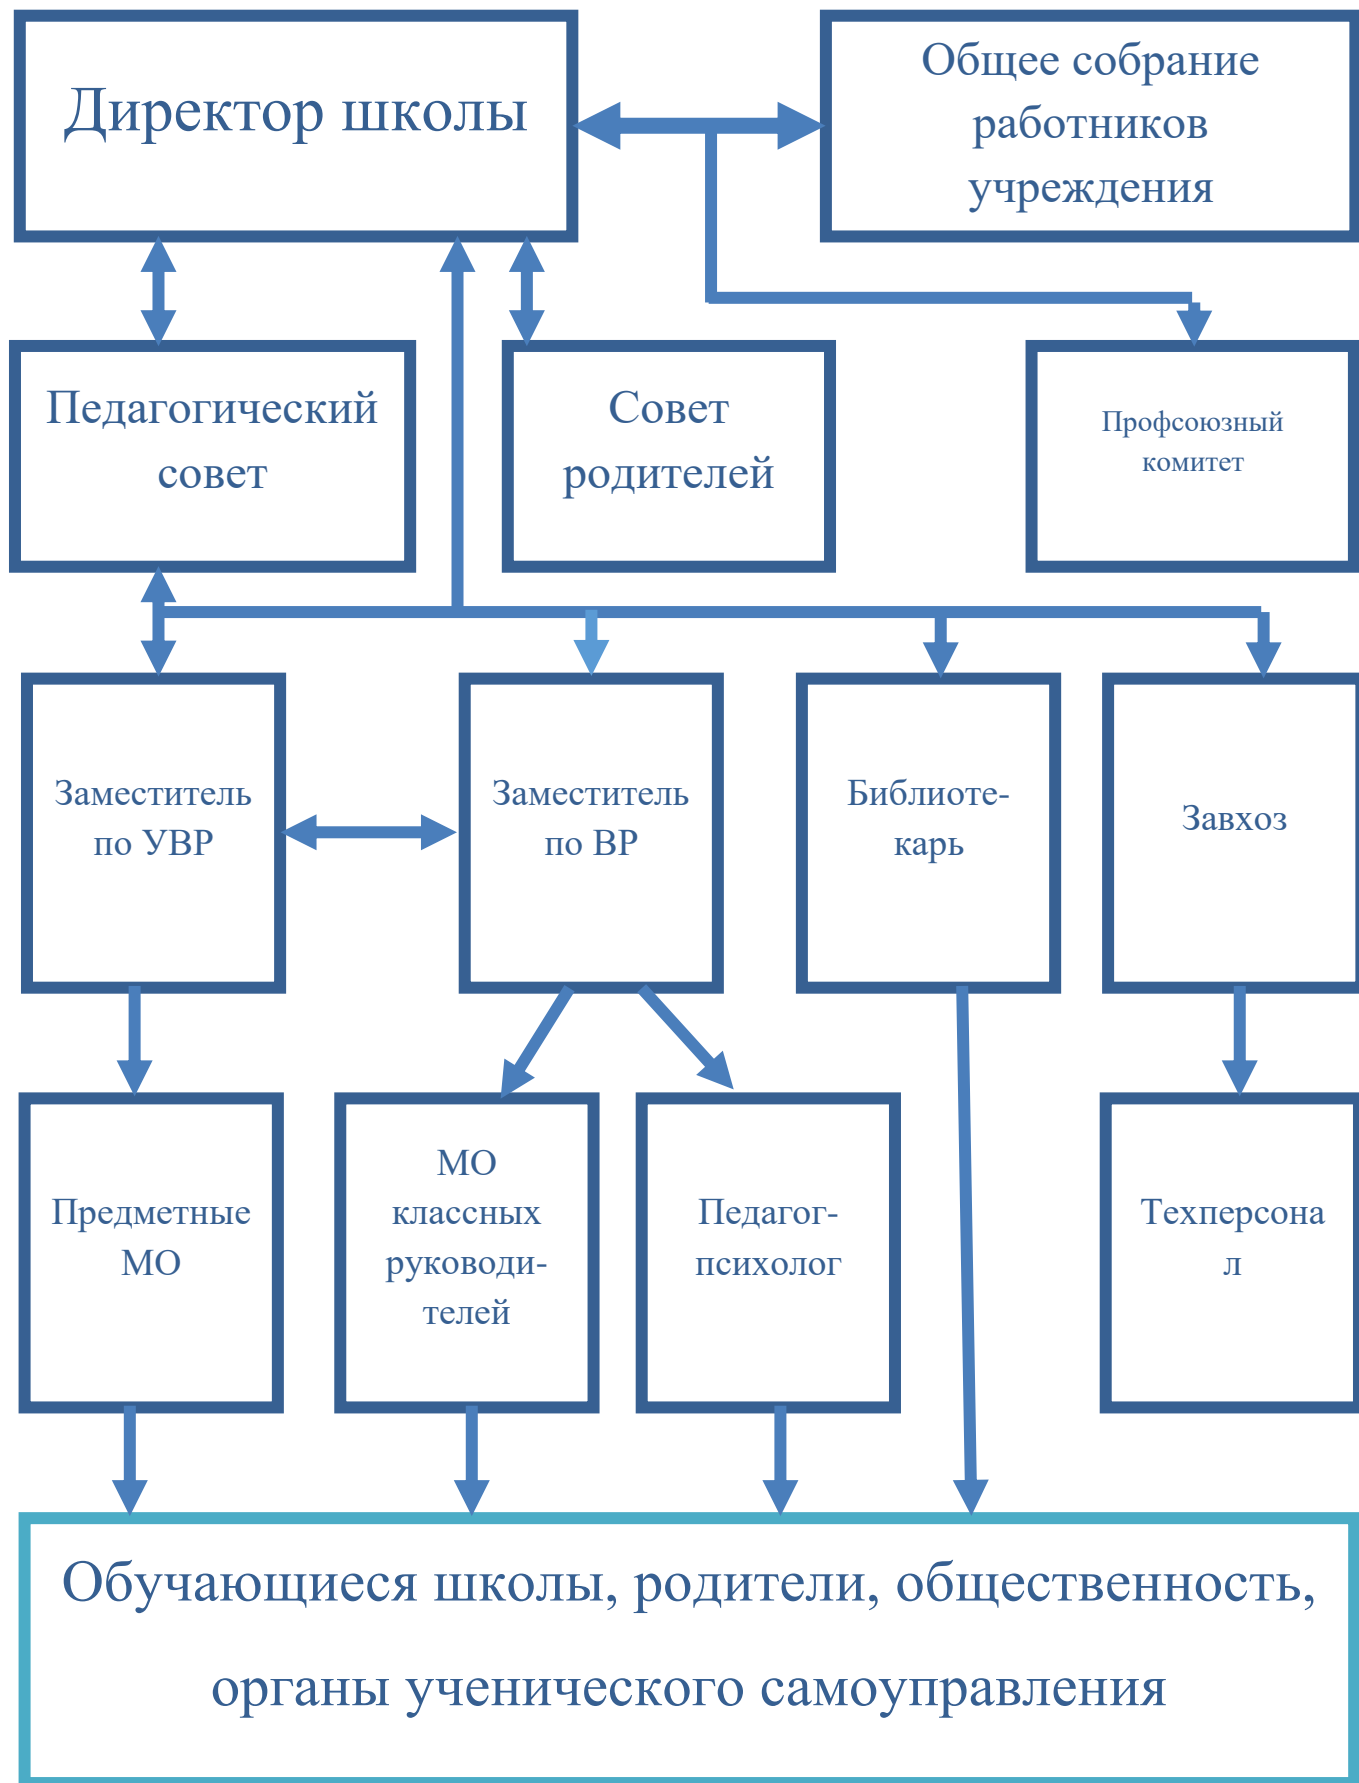 Директор школы
Общее собрание
работников
учреждения
Педагогический
совет
Совет
родителей
Профсоюзный
комитет
Заместитель
по УВР
Заместитель
по ВР
Библиоте-
карь
Завхоз
Предметные
МО
МО
классных
руководи-
телей
Педагог-
психолог
Техперсона
л
Обучающиеся школы, родители, общественность,
органы ученического самоуправления